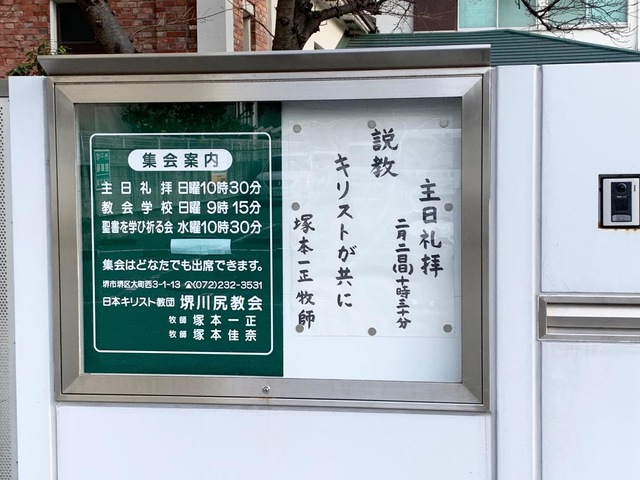 集会案内
主日礼拝 日曜10時30分
教会学校 日曜 9時15分
聖書を学び祈る会 水曜10時30分
集会はどなたでも出席できます。
堺市堺区大町西3-1-13 ☎(072)232-3531
日本キリスト教団 堺川尻教会
牧師 塚本一正
牧師 塚本佳奈
主日礼拝
十時三十分
説教
キリストが共に
塚本一正 牧師